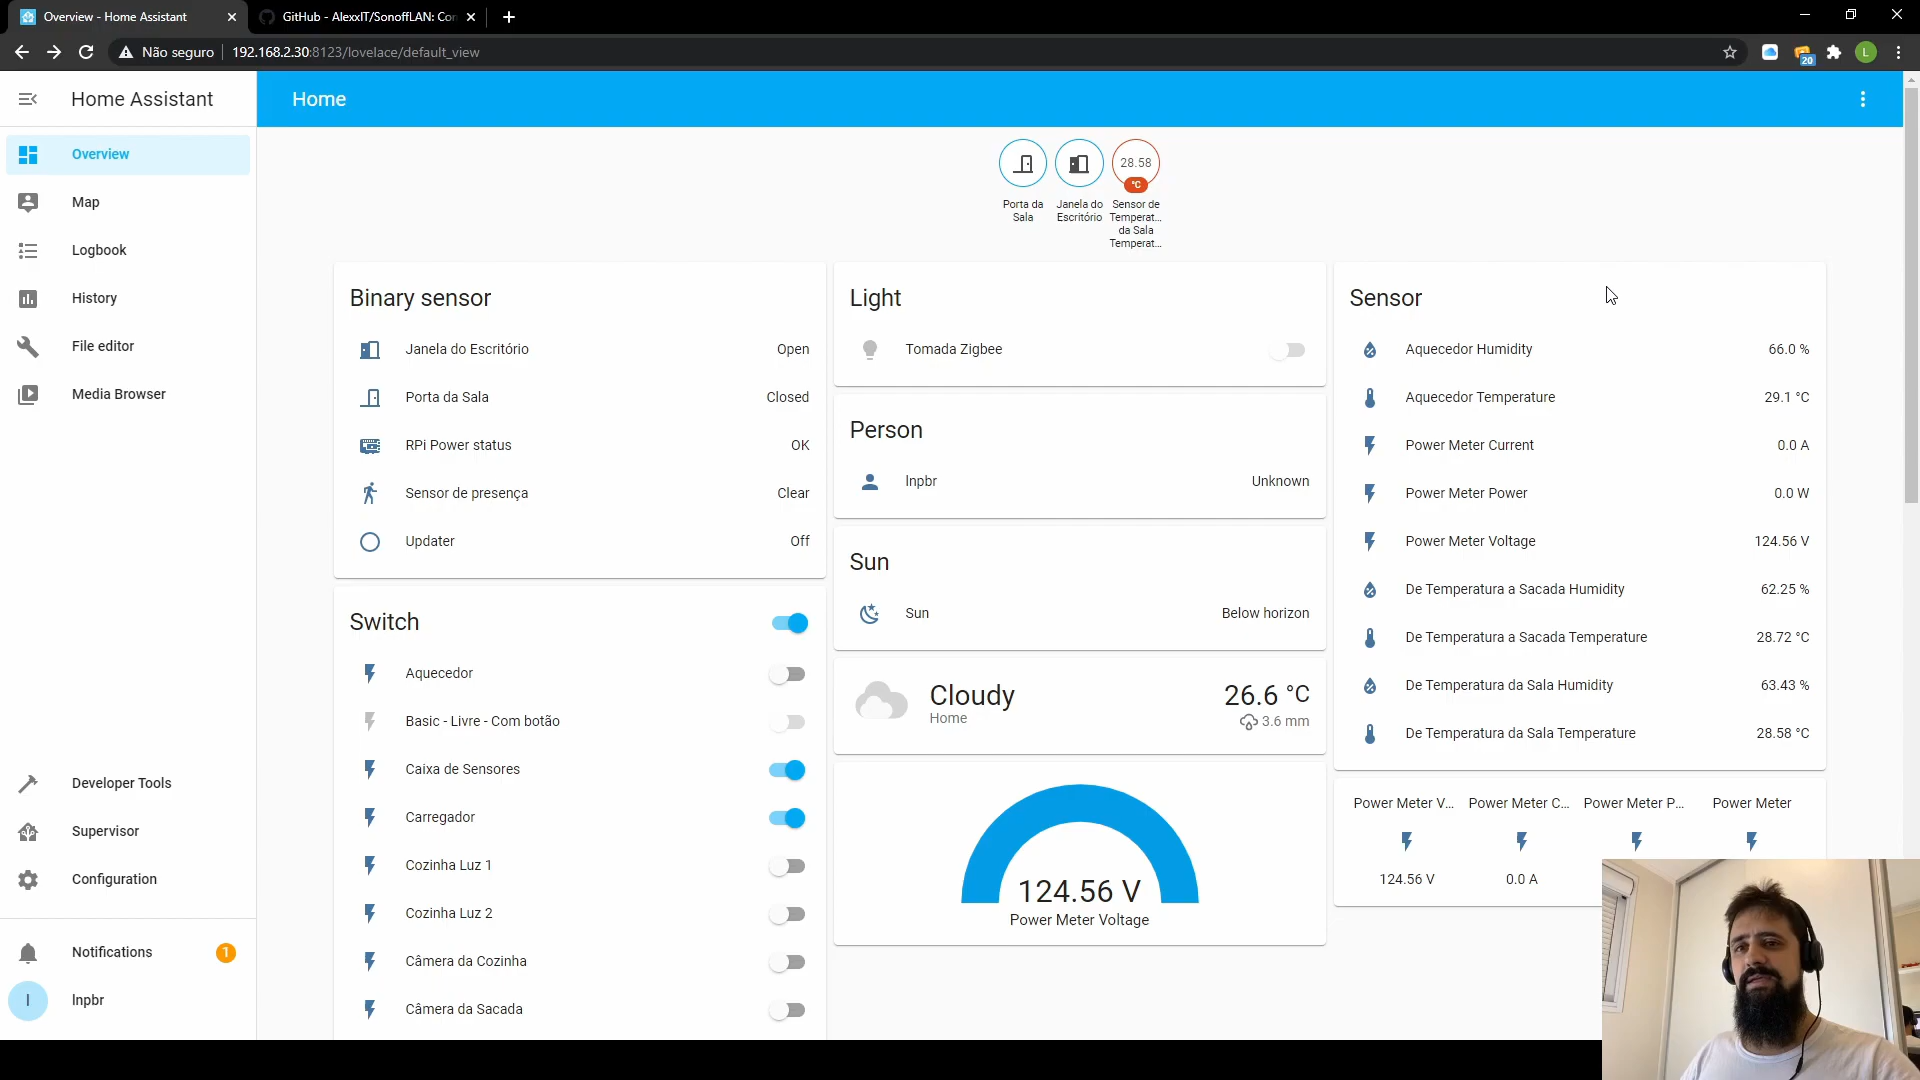 Overview - Home Assistant
GitHub - AlexxIT/SonoffLAN: Con
Não seguro
192.168.2.30:8123/lovelace/default_view
20
L
Home Assistant
Home
Overview
Map
Logbook
History
File editor
Media Browser
Developer Tools
Supervisor
Configuration
Notifications
1
l
lnpbr
28.58
°C
Porta da
Sala
Janela do
Escritório
Sensor de
Temperat...
da Sala
Temperat...
Binary sensor
Janela do Escritório Open
Porta da Sala Closed
RPi Power status OK
Sensor de presença Clear
Updater Off
Switch
Aquecedor
Basic - Livre - Com botão
Caixa de Sensores
Carregador
Cozinha Luz 1
Cozinha Luz 2
Câmera da Cozinha
Câmera da Sacada
Light
Tomada Zigbee
Person
lnpbr Unknown
Sun
Sun Below horizon
Cloudy 26.6 °C
Home 3.6 mm
124.56 V
Power Meter Voltage
Sensor
Aquecedor Humidity 66.0 %
Aquecedor Temperature 29.1 °C
Power Meter Current 0.0 A
Power Meter Power 0.0 W
Power Meter Voltage 124.56 V
De Temperatura a Sacada Humidity 62.25 %
De Temperatura a Sacada Temperature 28.72 °C
De Temperatura da Sala Humidity 63.43 %
De Temperatura da Sala Temperature 28.58 °C
Power Meter V... Power Meter C... Power Meter P... Power Meter
124.56 V 0.0 A